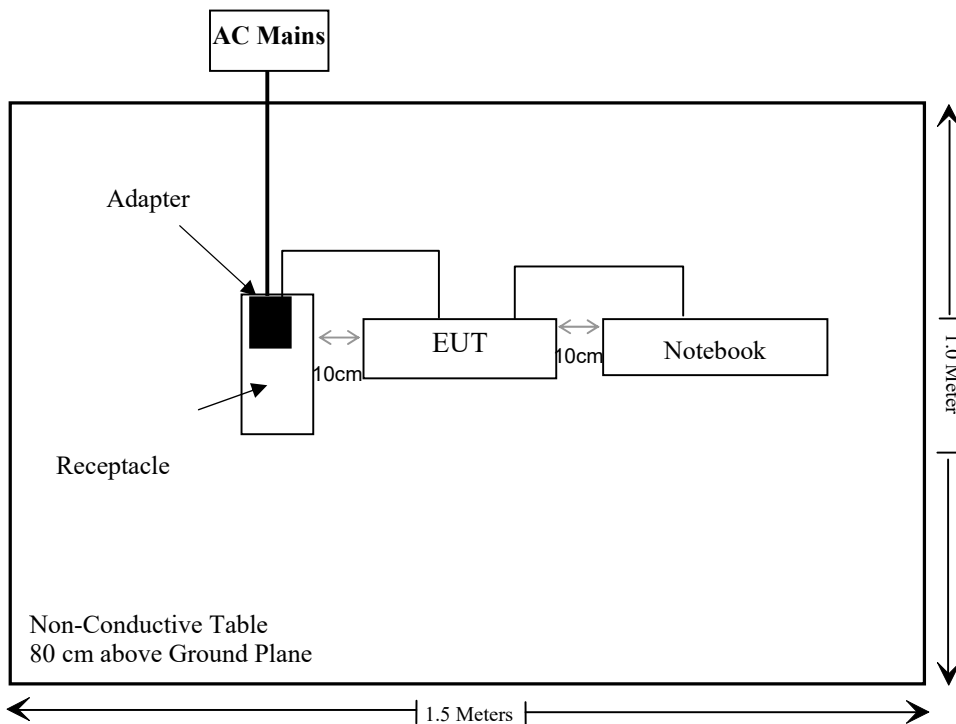 AC Mains
Adapter
EUT
Notebook
10cm
10cm
Receptacle
1.0 Meter
Non-Conductive Table
80 cm above Ground Plane
1.5 Meters